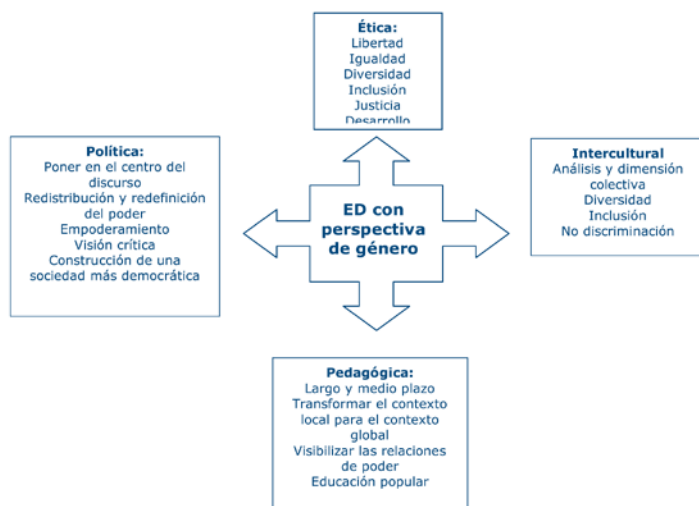 Ética:
Libertad
Igualdad
Diversidad
Inclusión
Justicia
Desarrollo
Política:
Poner en el centro del
discurso
Redistribución y redefinición
del poder
Empoderamiento
Visión crítica
Construcción de una
sociedad más democrática
ED con
perspectiva
de género
Intercultural
Análisis y dimensión
colectiva
Diversidad
Inclusión
No discriminación
Pedagógica:
Largo y medio plazo
Transformar el contexto
local para el contexto
global
Visibilizar las relaciones
de poder
Educación popular